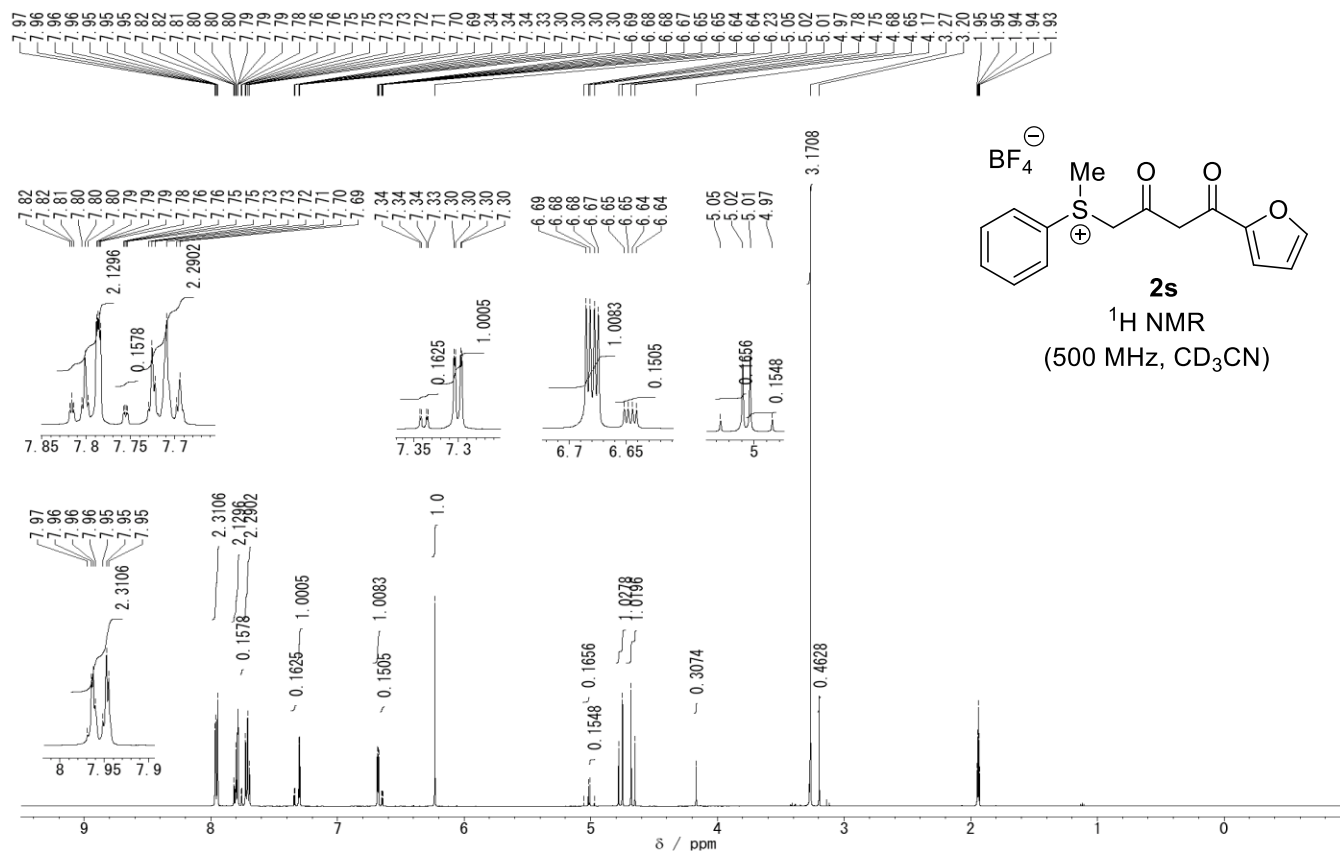 7.97 7.96 7.96 7.96 7.95 7.95 7.95 7.82 7.82 7.81 7.80 7.80 7.80 7.79 7.79 7.79 7.78 7.76 7.76 7.75 7.75 7.73 7.73 7.72 7.71 7.70 7.69 7.34 7.34 7.34 7.33 7.30 7.30 7.30 7.30 6.69 6.68 6.68 6.67 6.65 6.65 6.64 6.64 6.23 5.05 5.02 5.01 4.97 4.78 4.75 4.68 4.65 4.17 3.27 3.20 1.95 1.95 1.94 1.94 1.93
3.1708
BF4 ⊖
Me O O
S ⊕ O
2s
1H NMR
(500 MHz, CD3CN)
7.82 7.82 7.81 7.80 7.80 7.80 7.79 7.79 7.79 7.78 7.76 7.76 7.75 7.75 7.73 7.73 7.72 7.71 7.70 7.69
7.34 7.34 7.34 7.33 7.30 7.30 7.30 7.30
6.69 6.68 6.68 6.67 6.65 6.65 6.64 6.64
5.05 5.02 5.01 4.97
2.1296 0.1578 2.2902
0.1625 1.0005
1.0083 0.1505
0.1656 0.1548
7.85 7.8 7.75 7.7
7.35 7.3
6.7 6.65
5
7.97 7.96 7.96 7.96 7.95 7.95 7.95
2.3106
8 7.95 7.9
2.3106 2.1296 2.2902 0.1578 0.1625 1.0005 1.0083 0.1505 1.0 0.1656 0.1548 1.0278 1.0196 0.3074 0.4628
9 8 7 6 5 4 3 2 1 0
δ / ppm